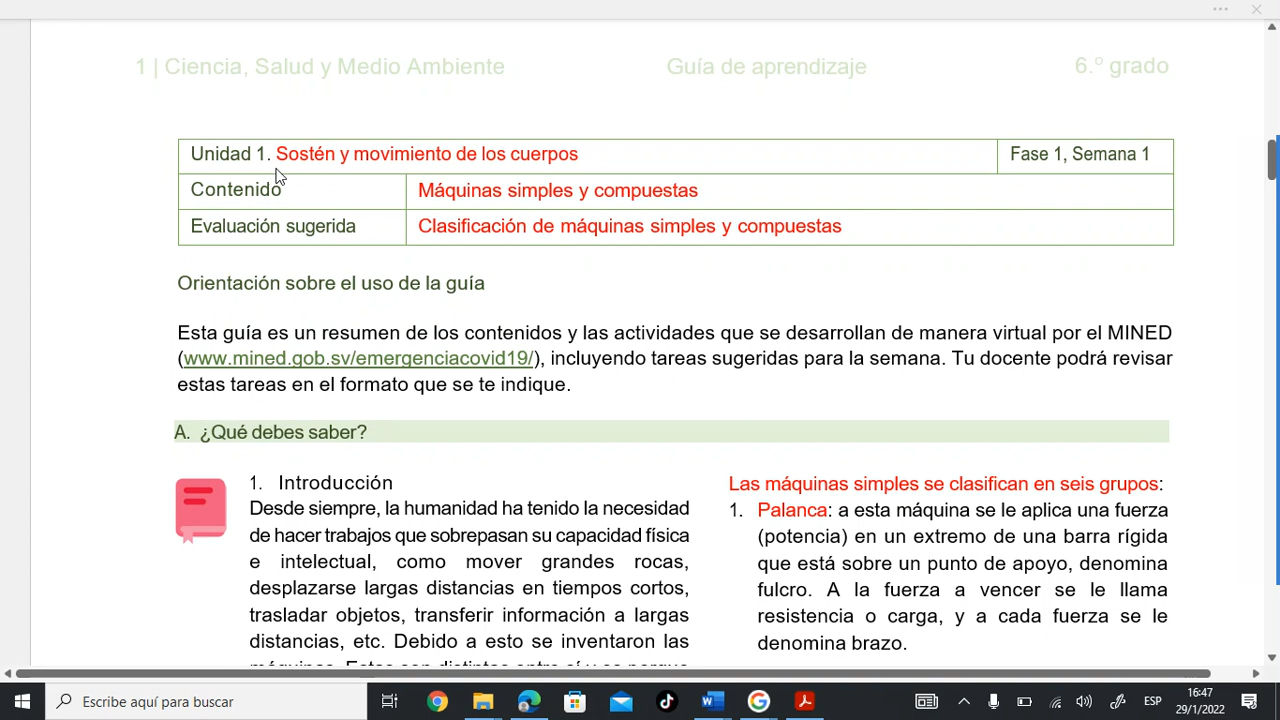 1 | Ciencia, Salud y Medio Ambiente Guía de aprendizaje 6.º grado
Unidad 1. Sostén y movimiento de los cuerpos Fase 1, Semana 1
Contenido Máquinas simples y compuestas
Evaluación sugerida Clasificación de máquinas simples y compuestas
Orientación sobre el uso de la guía
Esta guía es un resumen de los contenidos y las actividades que se desarrollan de manera virtual por el MINED
(www.mined.gob.sv/emergenciacovid19/), incluyendo tareas sugeridas para la semana. Tu docente podrá revisar
estas tareas en el formato que se te indique.
A. ¿Qué debes saber?
1. Introducción
Desde siempre, la humanidad ha tenido la necesidad
de hacer trabajos que sobrepasan su capacidad física
e intelectual, como mover grandes rocas,
desplazarse largas distancias en tiempos cortos,
trasladar objetos, transferir información a largas
distancias, etc. Debido a esto se inventaron las
máquinas. Estas son distintas entre sí y es porque
Las máquinas simples se clasifican en seis grupos:
1. Palanca: a esta máquina se le aplica una fuerza
(potencia) en un extremo de una barra rígida
que está sobre un punto de apoyo, denomina
fulcro. A la fuerza a vencer se le llama
resistencia o carga, y a cada fuerza se le
denomina brazo.
Escribe aquí para buscar
ESP
16:47
29/1/2022